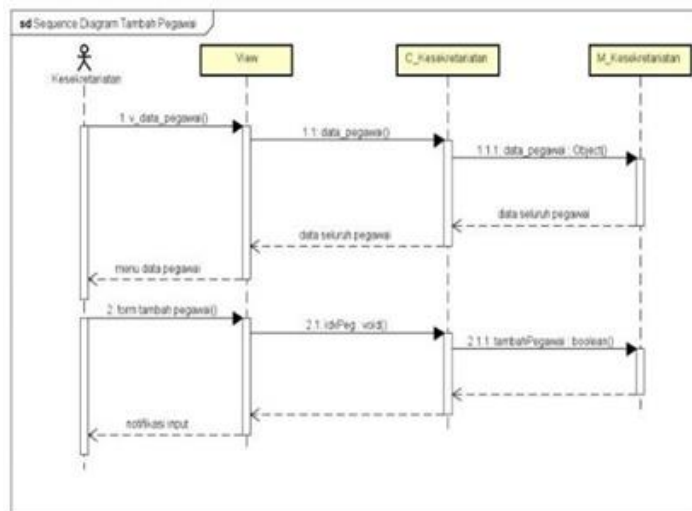 sd Sequence Diagram Tambah Pegawai
Kesekretariatan
View
C_Kesekretariatan
M_Kesekretariatan
1. v_data_pegawai()
1.1: data_pegawai()
1.1.1: data_pegawai : Object()
data seluruh pegawai
data seluruh pegawai
menu data pegawai
2. form tambah pegawai()
2.1: : void()
2.1.1: tambahPegawai : boolean()
notifikasi input